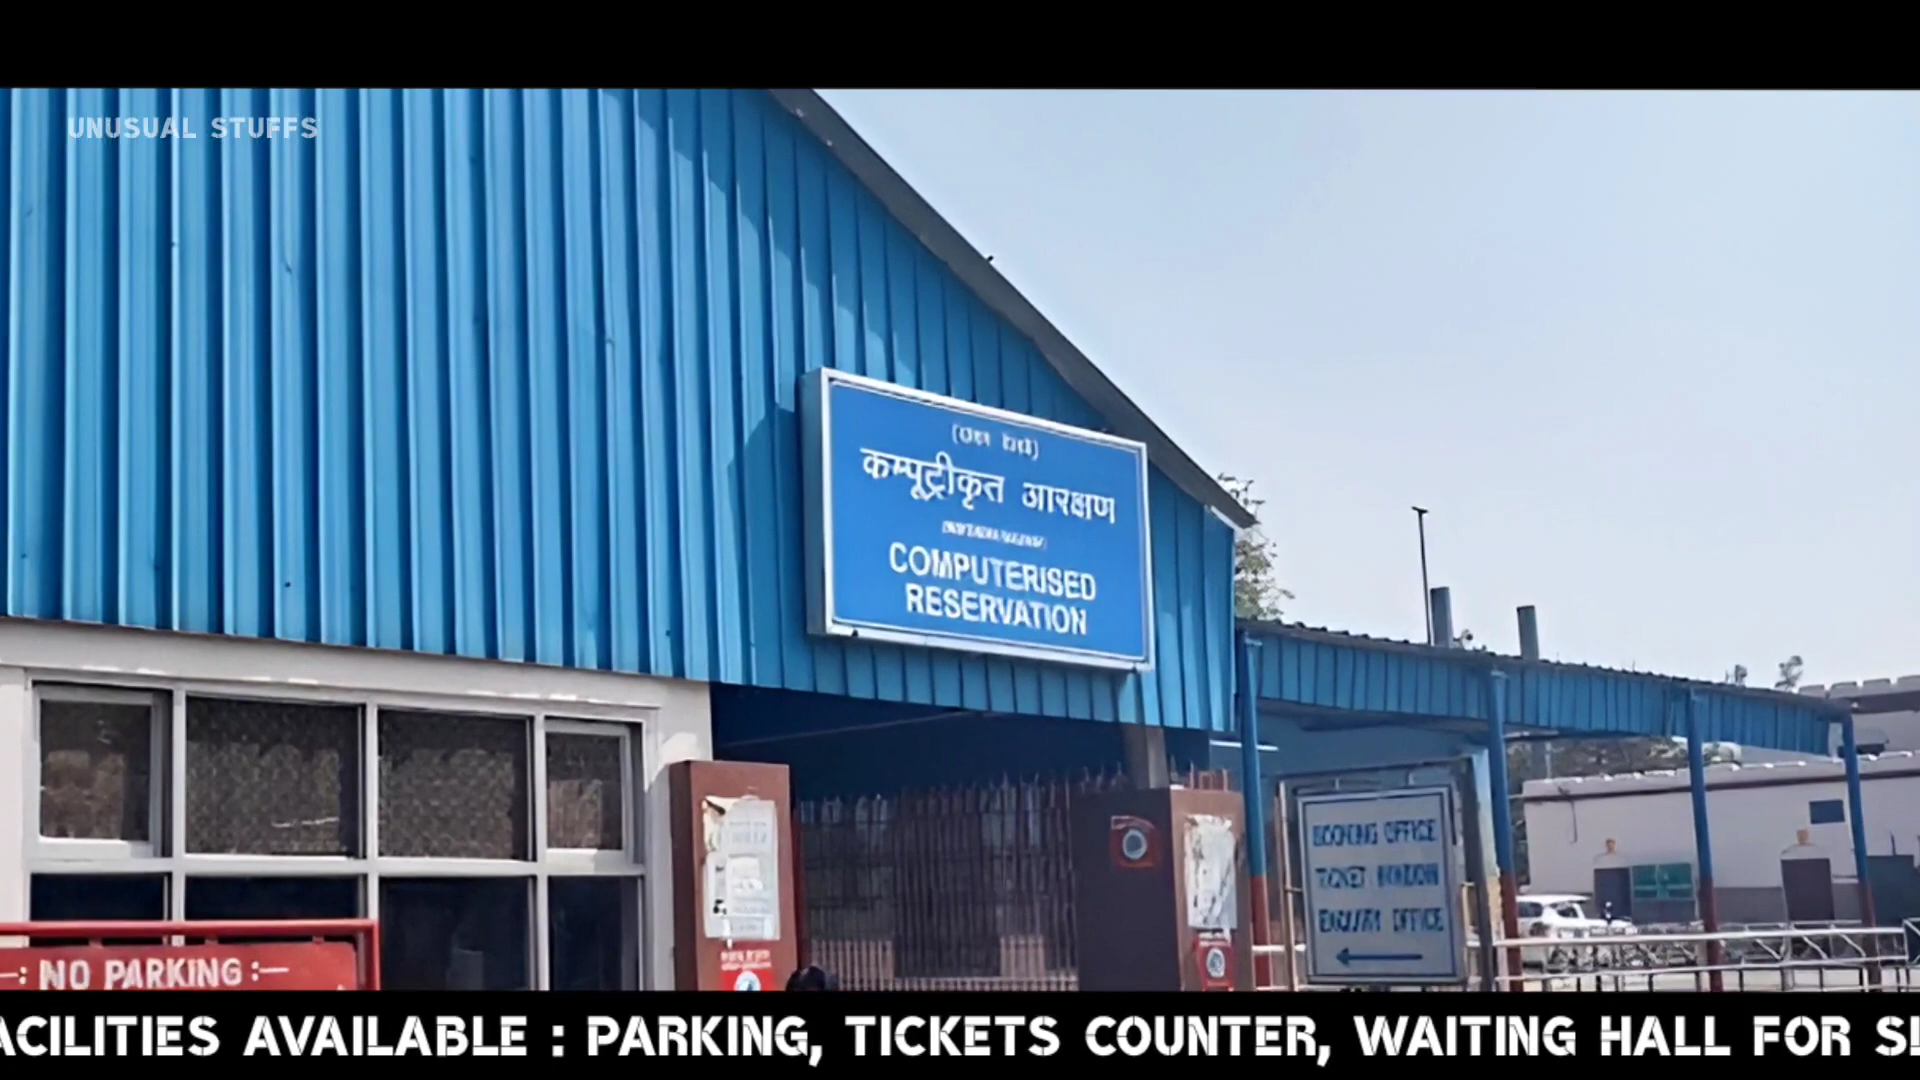 UNUSUAL STUFFS
कम्पूट्रीकृत आरक्षण
COMPUTERISED
RESERVATION
BOOKING OFFICE
TICKET WINDOW
ENQUIRY OFFICE
-: NO PARKING :-
ACILITIES AVAILABLE : PARKING, TICKETS COUNTER, WAITING HALL FOR